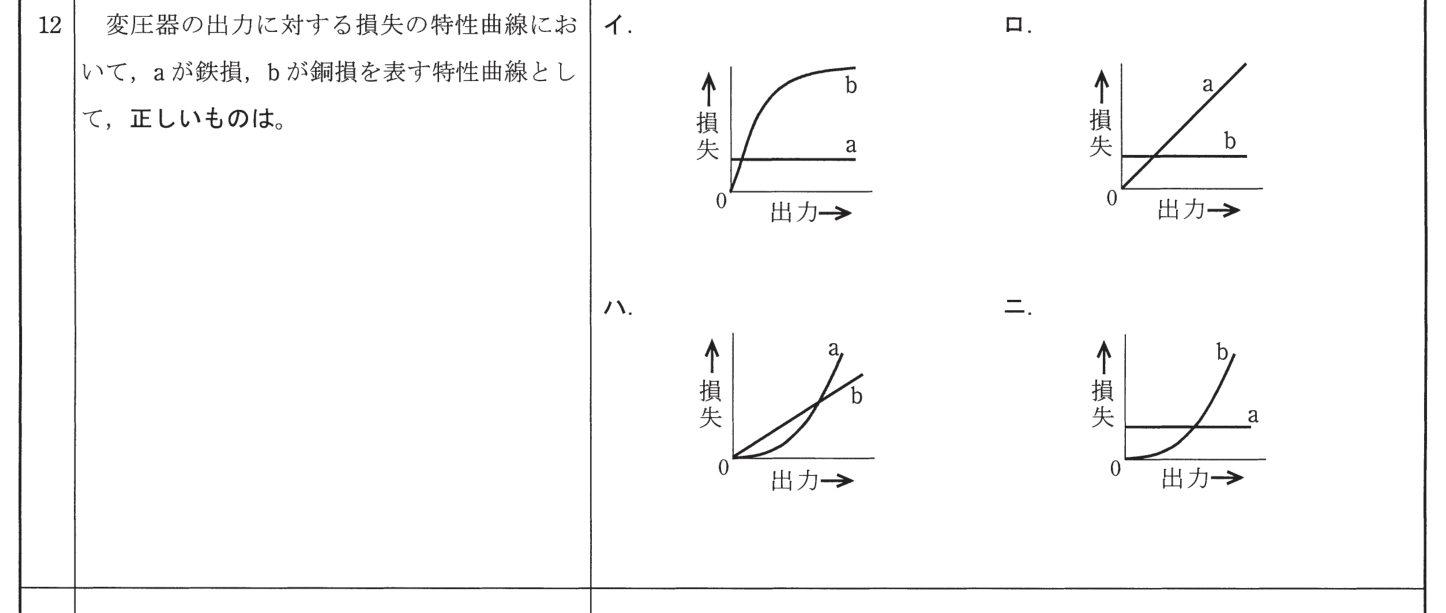 12
変圧器の出力に対する損失の特性曲線にお
いて，aが鉄損，bが銅損を表す特性曲線とし
て，正しいものは。
イ．
損失
b
a
0
出力
ロ．
損失
a
b
0
出力
ハ．
損失
a
b
0
出力
ニ．
損失
b
a
0
出力